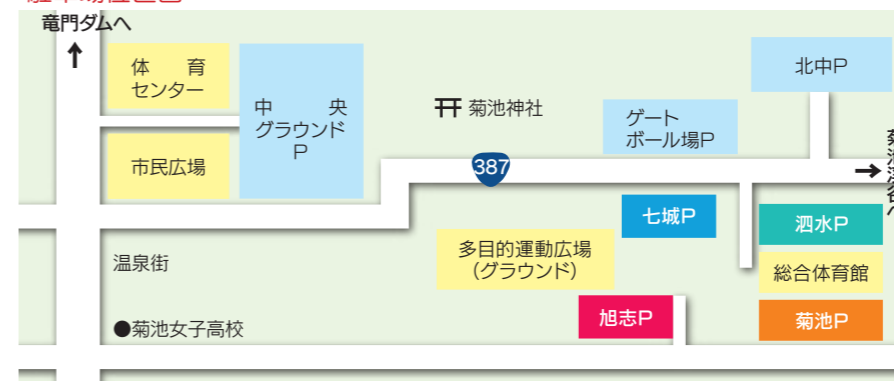 竜門ダムへ
体　育
センター
中　央
グラウンド
P
市民広場
菊池神社
387
ゲート
ボール場P
北中P
七城P
泗水P
温泉街
多目的運動広場
（グラウンド）
総合体育館
旭志P
菊池P
●菊池女子高校